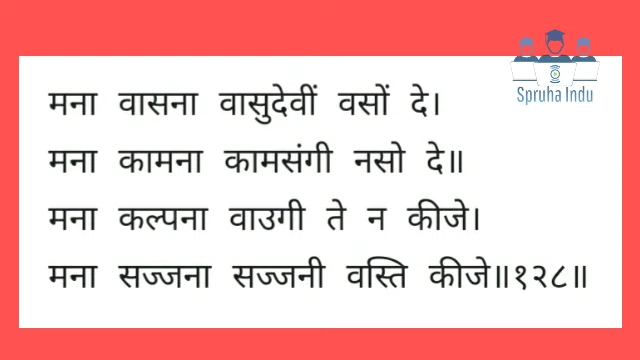 Spruha Indu
मना वासना वासुदेवीं वसों दे।
मना कामना कामसंगी नसो दे॥
मना कल्पना वाउगी ते न कीजे।
मना सज्जना सज्जनी वस्ति कीजे॥१२८॥